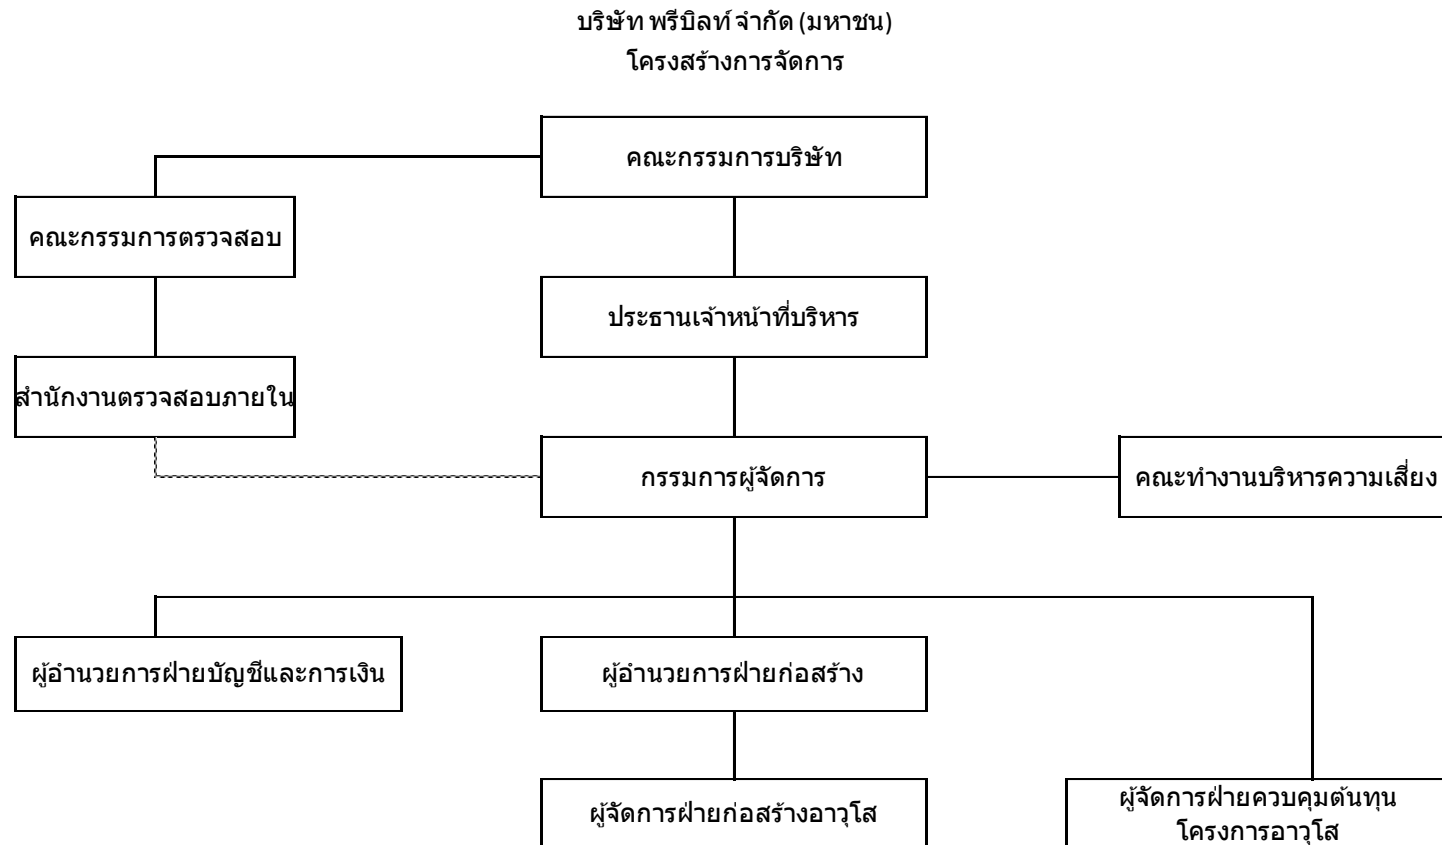 บริษัท พรีบิลท์ จำกัด (มหาชน)
โครงสร้างการจัดการ
คณะกรรมการบริษัท
คณะกรรมการตรวจสอบ
ประธานเจ้าหน้าที่บริหาร
สำนักงานตรวจสอบภายใน
กรรมการผู้จัดการ
คณะทำงานบริหารความเสี่ยง
ผู้อำนวยการฝ่ายบัญชีและการเงิน
ผู้อำนวยการฝ่ายก่อสร้าง
ผู้จัดการฝ่ายก่อสร้างอาวุโส
ผู้จัดการฝ่ายควบคุมต้นทุน
โครงการอาวุโส